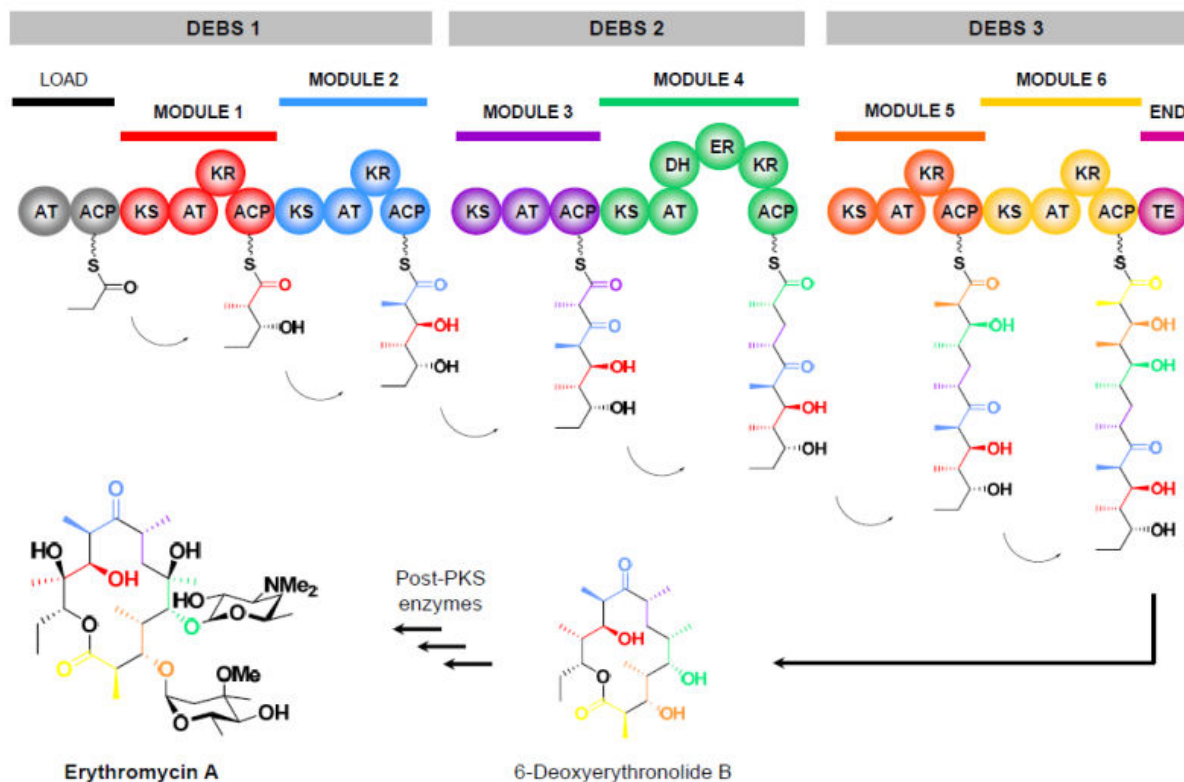 DEBS 1 DEBS 2 DEBS 3
LOAD MODULE 2 MODULE 4 MODULE 6
MODULE 1 MODULE 3 MODULE 5 END
KR KR DH ER KR KR KR
AT ACP KS AT ACP KS AT ACP KS AT ACP KS AT ACP KS AT ACP KS AT ACP TE
S S S S S S
O O O O O O
OH OH O O OH OH
OH OH OH O OH OH
OH OH OH OH O OH
OH OH OH
OH
O
HO OH OH
O NMe2
HO O
O
O
O O
OMe
O OH
Post-PKS
enzymes
O
OH
O OH
O OH
Erythromycin A 6-Deoxyerythronolide B